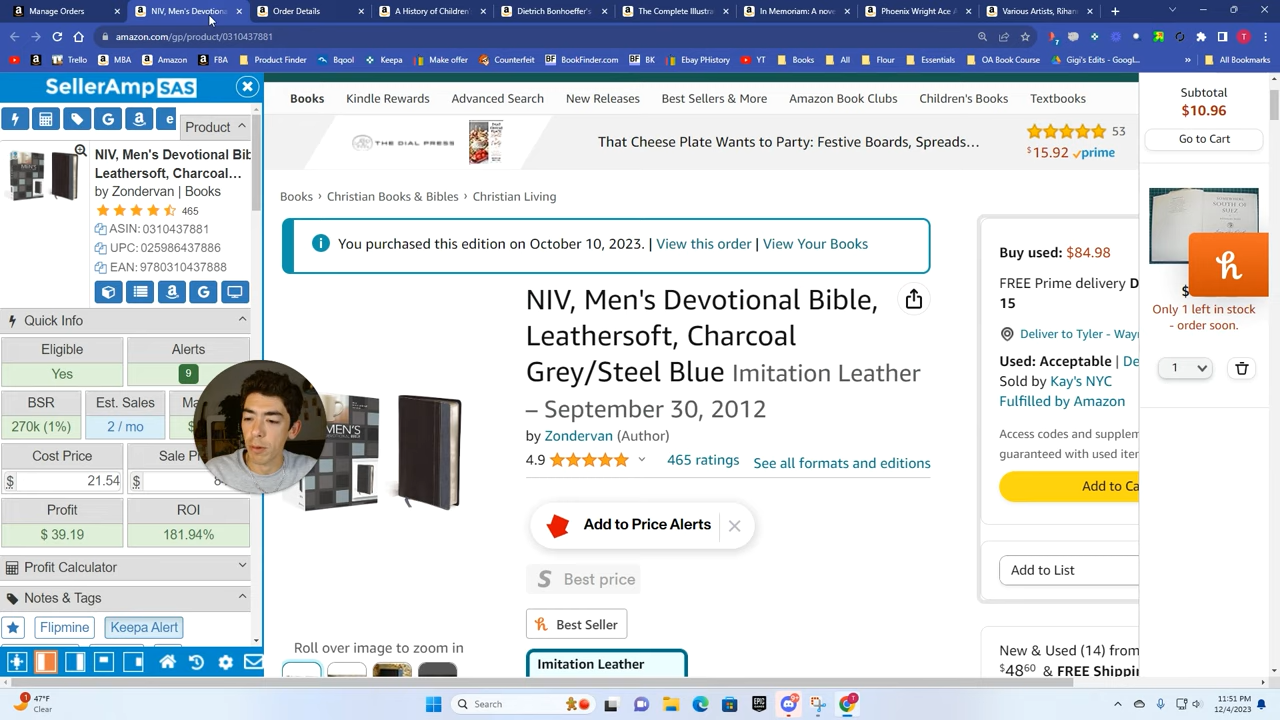 Manage Orders
NIV, Men's Devotiona
Order Details
A History of Children'
Dietrich Bonhoeffer's
The Complete Illustra
In Memoriam: A nove
Phoenix Wright Ace A
Various Artists, Rihan
amazon.com/gp/product/0310437881
YouTube
Trello
MBA
Amazon
FBA
Product Finder
Bqool
Keepa
Make Offer
Counterfeit
BookFinder.com
BK
Ebay PHistory
YT
Books
All
Flour
Essentials
OA Book Course
Gigi's Edits - Googl...
»
All Bookmarks
SellerAmp SAS
Product
NIV, Men's Devotional Bib
Leathersoft, Charcoal...
by Zondervan | Books
465
ASIN: 0310437881
UPC: 025986437886
EAN: 9780310437888
Quick Info
Eligible
Alerts
Yes
9
BSR
Est. Sales
270k (1%)
2 / mo
Cost Price
$
21.54
$
Profit
ROI
$ 39.19
181.94%
Profit Calculator
Notes & Tags
Flipmine
Keepa Alert
Books
Kindle Rewards
Advanced Search
New Releases
Best Sellers & More
Amazon Book Clubs
Children's Books
Textbooks
THE DIAL PRESS
That Cheese Plate Wants to Party: Festive Boards, Spreads...
53
$15.92 prime
Books › Christian Books & Bibles › Christian Living
You purchased this edition on October 10, 2023. | View this order | View Your Books
NIV, Men's Devotional Bible,
Leathersoft, Charcoal
Grey/Steel Blue Imitation Leather
– September 30, 2012
by Zondervan (Author)
4.9
465 ratings
See all formats and editions
MEN'S
Add to Price Alerts
S Best price
Best Seller
Roll over image to zoom in
Imitation Leather
Buy used: $84.98
FREE Prime delivery D
15
Deliver to Tyler - Way
Used: Acceptable | De
Sold by Kay's NYC
Fulfilled by Amazon
Access codes and supplem
guaranteed with used iter
Add to Ca
Add to List
New & Used (14) from
$48.60 & FREE Shippi
Subtotal
$10.96
Go to Cart
SOUTH OF
SUEZ
h
$
Only 1 left in stock
- order soon.
1
47°F
Clear
Search
11:51 PM
12/4/2023